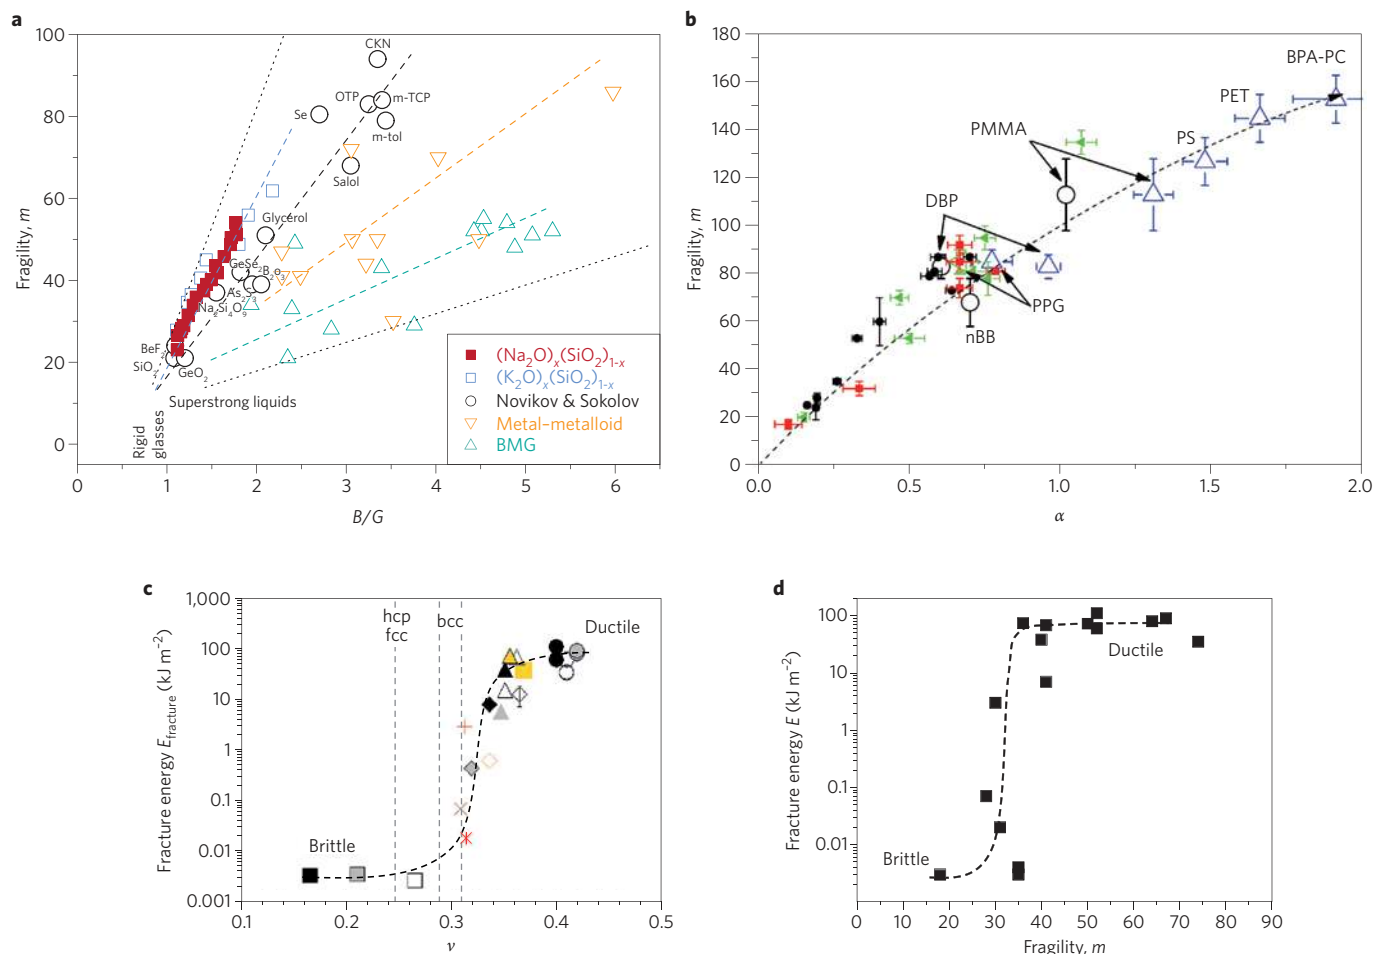 a
100
80
60
40
20
0
Fragility, m
0
1
2
3
4
5
6
B/G
CKN
OTP
m-TCP
Se
m-tol
Salol
Glycerol
GeSe2
B2O3
As2S3
Na2Si4O9
BeF2
SiO2
GeO2
Superstrong liquids
Rigid
glasses
(Na2O)x(SiO2)1-x
(K2O)x(SiO2)1-x
Novikov & Sokolov
Metal–metalloid
BMG
b
180
160
140
120
100
80
60
40
20
0
Fragility, m
0.0
0.5
1.0
1.5
2.0
α
BPA-PC
PET
PS
PMMA
DBP
PPG
nBB
c
1,000
100
10
1
0.1
0.01
0.001
Fracture energy Efracture (kJ m−2)
hcp
fcc
bcc
Ductile
Brittle
0.1
0.2
0.3
0.4
0.5
ν
d
100
10
1
0.1
0.01
Fracture energy E (kJ m−2)
Ductile
Brittle
0
10
20
30
40
50
60
70
80
90
Fragility, m